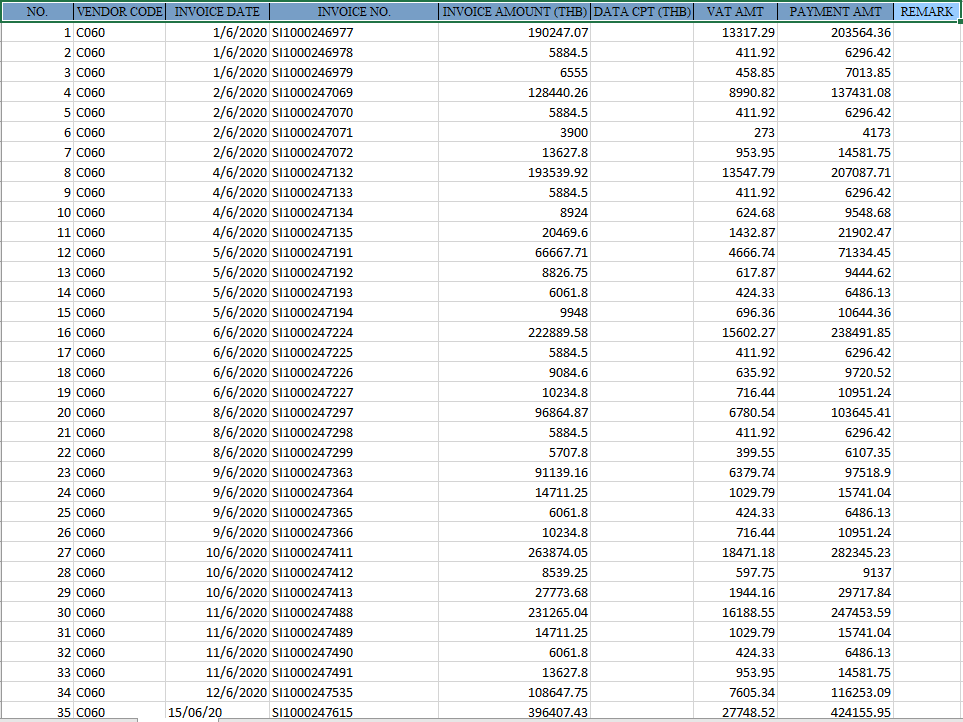 NO. VENDOR CODE INVOICE DATE INVOICE NO. INVOICE AMOUNT (THB) DATA CPT (THB) VAT AMT PAYMENT AMT REMARK
1 C060 1/6/2020 SI1000246977 190247.07 13317.29 203564.36
2 C060 1/6/2020 SI1000246978 5884.5 411.92 6296.42
3 C060 1/6/2020 SI1000246979 6555 458.85 7013.85
4 C060 2/6/2020 SI1000247069 128440.26 8990.82 137431.08
5 C060 2/6/2020 SI1000247070 5884.5 411.92 6296.42
6 C060 2/6/2020 SI1000247071 3900 273 4173
7 C060 2/6/2020 SI1000247072 13627.8 953.95 14581.75
8 C060 4/6/2020 SI1000247132 193539.92 13547.79 207087.71
9 C060 4/6/2020 SI1000247133 5884.5 411.92 6296.42
10 C060 4/6/2020 SI1000247134 8924 624.68 9548.68
11 C060 4/6/2020 SI1000247135 20469.6 1432.87 21902.47
12 C060 5/6/2020 SI1000247191 66667.71 4666.74 71334.45
13 C060 5/6/2020 SI1000247192 8826.75 617.87 9444.62
14 C060 5/6/2020 SI1000247193 6061.8 424.33 6486.13
15 C060 5/6/2020 SI1000247194 9948 696.36 10644.36
16 C060 6/6/2020 SI1000247224 222889.58 15602.27 238491.85
17 C060 6/6/2020 SI1000247225 5884.5 411.92 6296.42
18 C060 6/6/2020 SI1000247226 9084.6 635.92 9720.52
19 C060 6/6/2020 SI1000247227 10234.8 716.44 10951.24
20 C060 8/6/2020 SI1000247297 96864.87 6780.54 103645.41
21 C060 8/6/2020 SI1000247298 5884.5 411.92 6296.42
22 C060 8/6/2020 SI1000247299 5707.8 399.55 6107.35
23 C060 9/6/2020 SI1000247363 91139.16 6379.74 97518.9
24 C060 9/6/2020 SI1000247364 14711.25 1029.79 15741.04
25 C060 9/6/2020 SI1000247365 6061.8 424.33 6486.13
26 C060 9/6/2020 SI1000247366 10234.8 716.44 10951.24
27 C060 10/6/2020 SI1000247411 263874.05 18471.18 282345.23
28 C060 10/6/2020 SI1000247412 8539.25 597.75 9137
29 C060 10/6/2020 SI1000247413 27773.68 1944.16 29717.84
30 C060 11/6/2020 SI1000247488 231265.04 16188.55 247453.59
31 C060 11/6/2020 SI1000247489 14711.25 1029.79 15741.04
32 C060 11/6/2020 SI1000247490 6061.8 424.33 6486.13
33 C060 11/6/2020 SI1000247491 13627.8 953.95 14581.75
34 C060 12/6/2020 SI1000247535 108647.75 7605.34 116253.09
35 C060 15/06/20 SI1000247615 396407.43 27748.52 424155.95